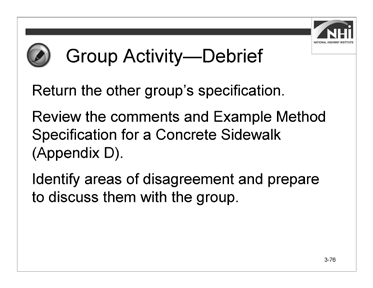 NHI
NATIONAL HIGHWAY INSTITUTE
Group Activity—Debrief
Return the other group's specification.
Review the comments and Example Method
Specification for a Concrete Sidewalk
(Appendix D).
Identify areas of disagreement and prepare
to discuss them with the group.
3-76